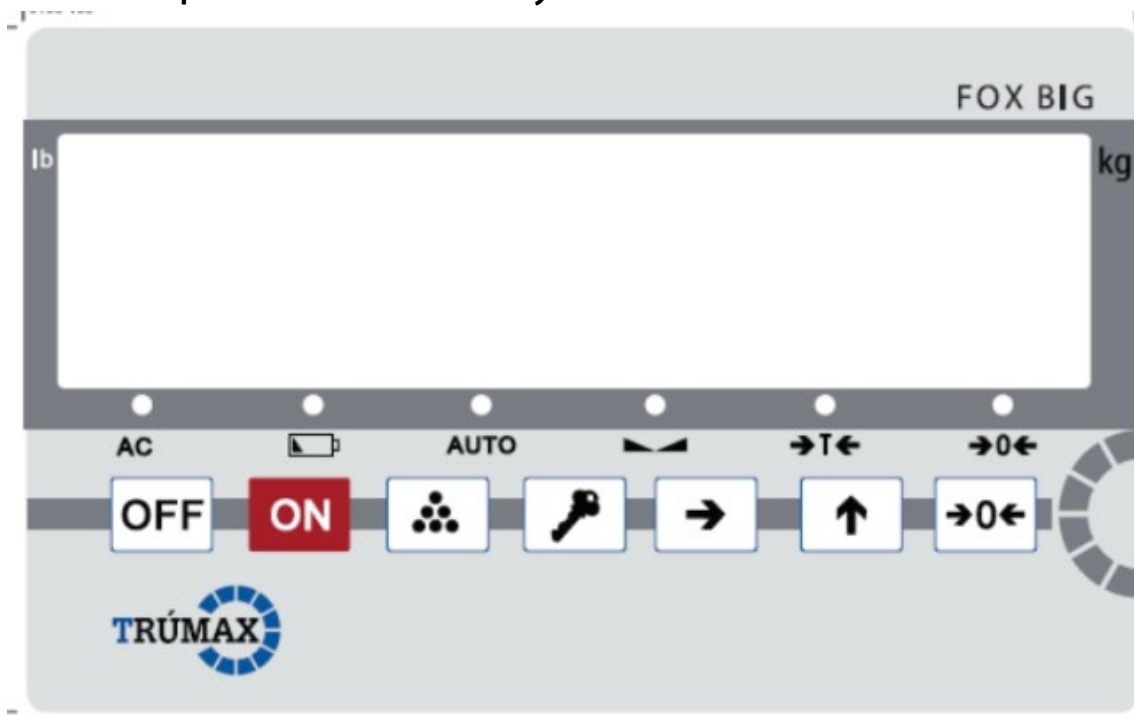 FOX BIG
lb
kg
AC
AUTO
→T←
→0←
OFF
ON
→
↑
→0←
TRÚMAX